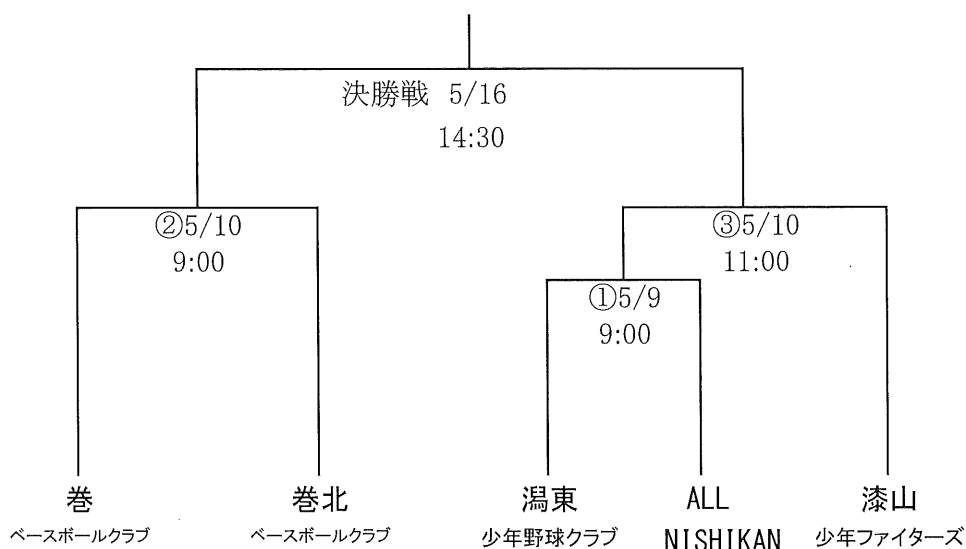 決勝戦 5/16
14:30
②5/10
9:00
③5/10
11:00
①5/9
9:00
巻
ベースボールクラブ
巻北
ベースボールクラブ
潟東
少年野球クラブ
ALL
NISHIKAN
漆山
少年ファイターズ